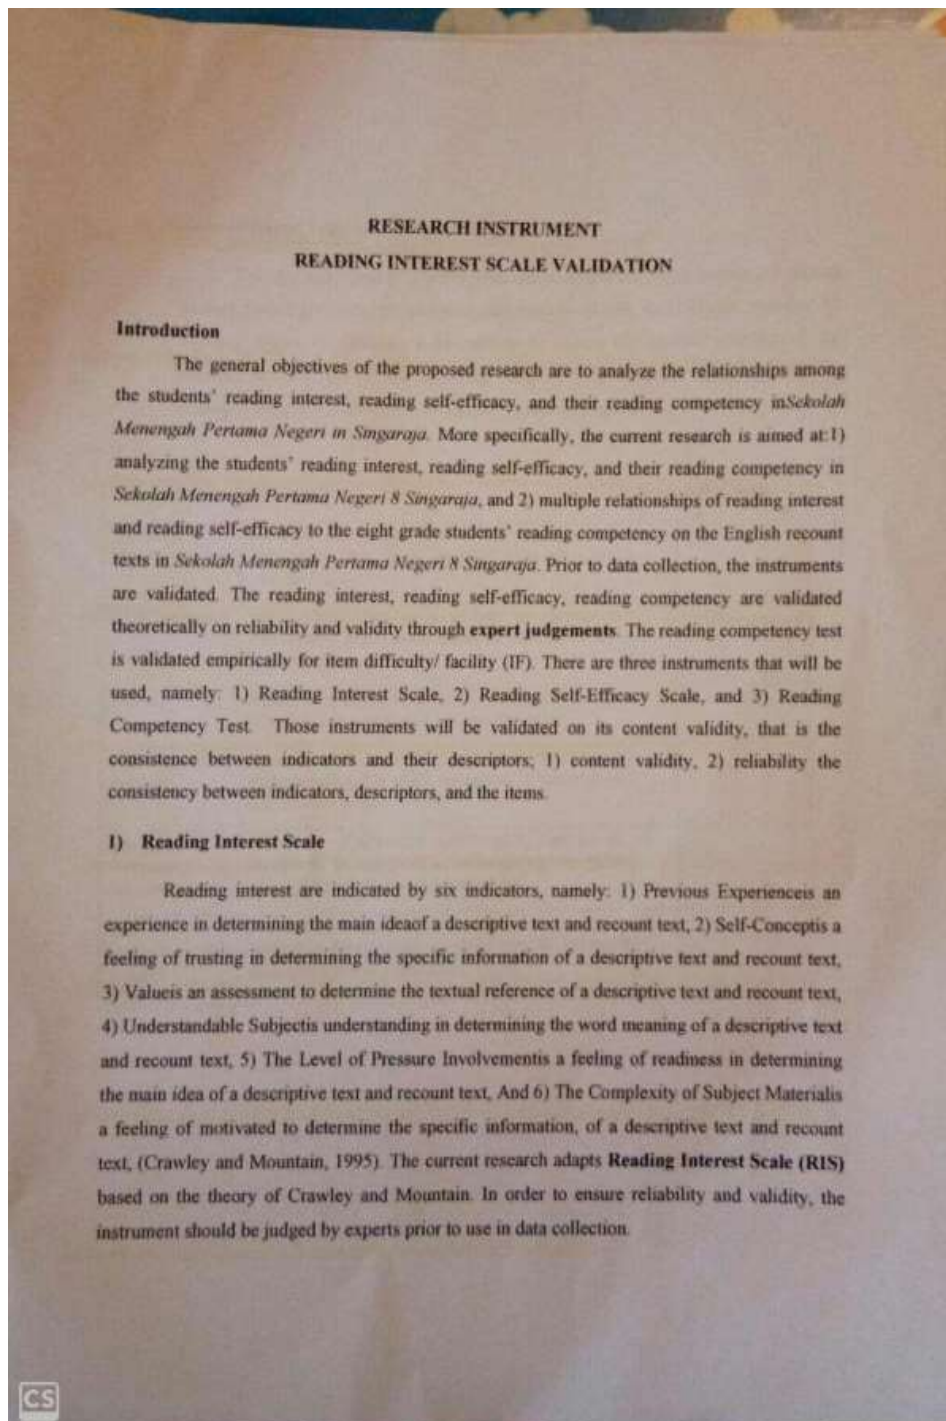 RESEARCH INSTRUMENT
READING INTEREST SCALE VALIDATION
Introduction
The general objectives of the proposed research are to analyze the relationships among
the students' reading interest, reading self-efficacy, and their reading competency inSekolah
Menengah Pertama Negeri in Singaraja. More specifically, the current research is aimed at:1)
analyzing the students' reading interest, reading self-efficacy, and their reading competency in
Sekolah Menengah Pertama Negeri 8 Singaraja, and 2) multiple relationships of reading interest
and reading self-efficacy to the eight grade students' reading competency on the English recount
texts in Sekolah Menengah Pertama Negeri 8 Singaraja. Prior to data collection, the instruments
are validated. The reading interest, reading self-efficacy, reading competency are validated
theoretically on reliability and validity through expert judgements. The reading competency test
is validated empirically for item difficulty/ facility (IF). There are three instruments that will be
used, namely: 1) Reading Interest Scale, 2) Reading Self-Efficacy Scale, and 3) Reading
Competency Test. Those instruments will be validated on its content validity, that is the
consistence between indicators and their descriptors; 1) content validity, 2) reliability the
consistency between indicators, descriptors, and the items.
1) Reading Interest Scale
Reading interest are indicated by six indicators, namely: 1) Previous Experienceis an
experience in determining the main ideaof a descriptive text and recount text, 2) Self-Conceptis a
feeling of trusting in determining the specific information of a descriptive text and recount text,
3) Valueis an assessment to determine the textual reference of a descriptive text and recount text,
4) Understandable Subjectis understanding in determining the word meaning of a descriptive text
and recount text, 5) The Level of Pressure Involvementis a feeling of readiness in determining
the main idea of a descriptive text and recount text, And 6) The Complexity of Subject Materialis
a feeling of motivated to determine the specific information, of a descriptive text and recount
text, (Crawley and Mountain, 1995). The current research adapts Reading Interest Scale (RIS)
based on the theory of Crawley and Mountain. In order to ensure reliability and validity, the
instrument should be judged by experts prior to use in data collection.
CS